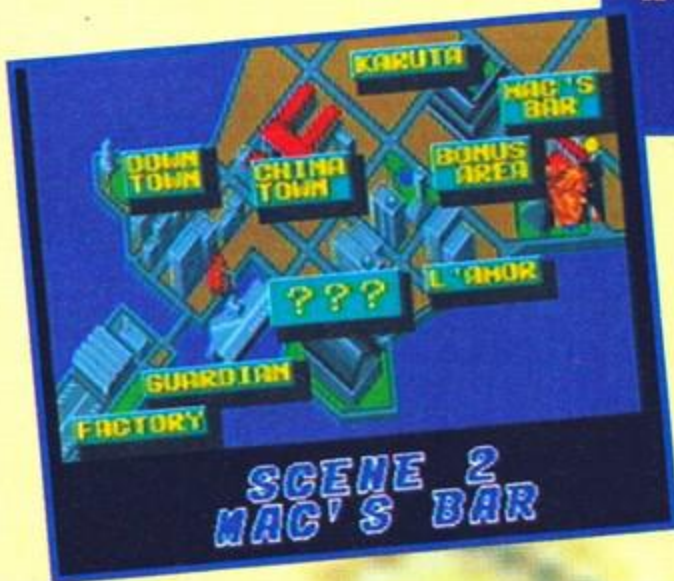 KARUTA
MAC'S
BAR
DOWN
TOWN
CHINA
TOWN
BONUS
AREA
L'AMOR
???
GUARDIAN
FACTORY
SCENE 2
MAC'S BAR